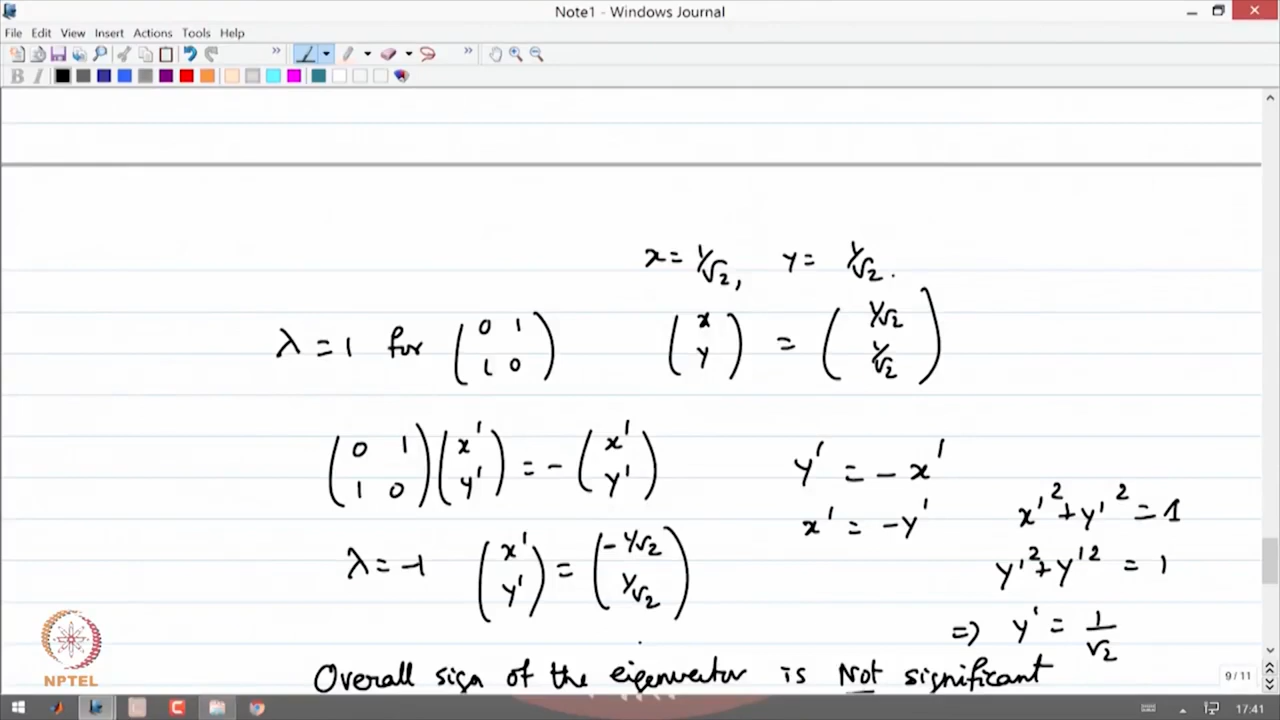 Note1 - Windows Journal
File Edit View Insert Actions Tools Help
B I
x = 1/√2, y = 1/√2.
λ = 1 for (0 1; 1 0) (x; y) = (1/√2; 1/√2)
(0 1; 1 0)(x'; y') = -(x'; y') y' = - x'
x' = -y' x'² + y'² = 1
λ = -1 (x'; y') = (-1/√2; 1/√2) y'² + y'² = 1
=> y' = 1/√2
Overall sign of the eigenvector is Not significant
NPTEL
9/11
17:41